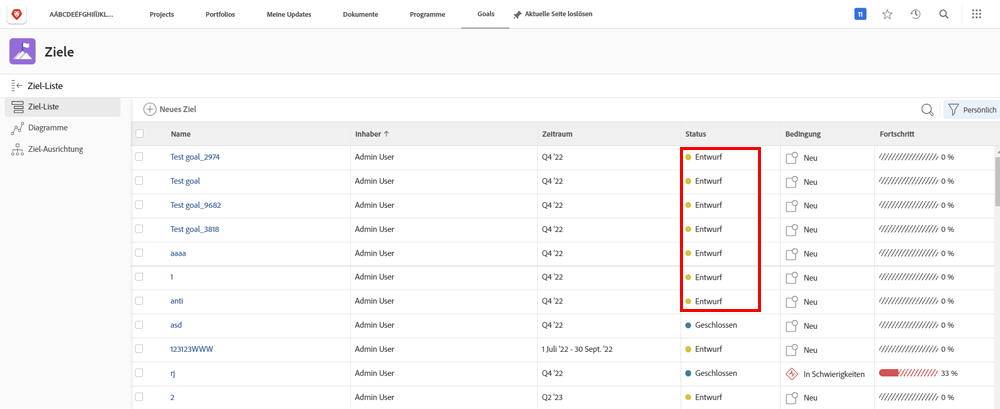 AÄBCDEÉFGHIÍÏJKL... Projects Portfolios Meine Updates Dokumente Programme Goals Aktuelle Seite loslösen 11
Ziele
Ziel-Liste
Ziel-Liste
Diagramme
Ziel-Ausrichtung
Neues Ziel Persönlich
Name Inhaber Zeitraum Status Bedingung Fortschritt
Test goal_2974 Admin User Q4 '22 Entwurf Neu 0 %
Test goal Admin User Q4 '22 Entwurf Neu 0 %
Test goal_9682 Admin User Q4 '22 Entwurf Neu 0 %
Test goal_3818 Admin User Q4 '22 Entwurf Neu 0 %
aaaa Admin User Q4 '22 Entwurf Neu 0 %
1 Admin User Q4 '22 Entwurf Neu 0 %
anti Admin User Q4 '22 Entwurf Neu 0 %
asd Admin User Q4 '22 Geschlossen Neu 0 %
123123WWW Admin User 1 Juli '22 - 30 Sept. '22 Entwurf Neu 0 %
rj Admin User Q4 '22 Geschlossen In Schwierigkeiten 33 %
2 Admin User Q2 '23 Entwurf Neu 0 %